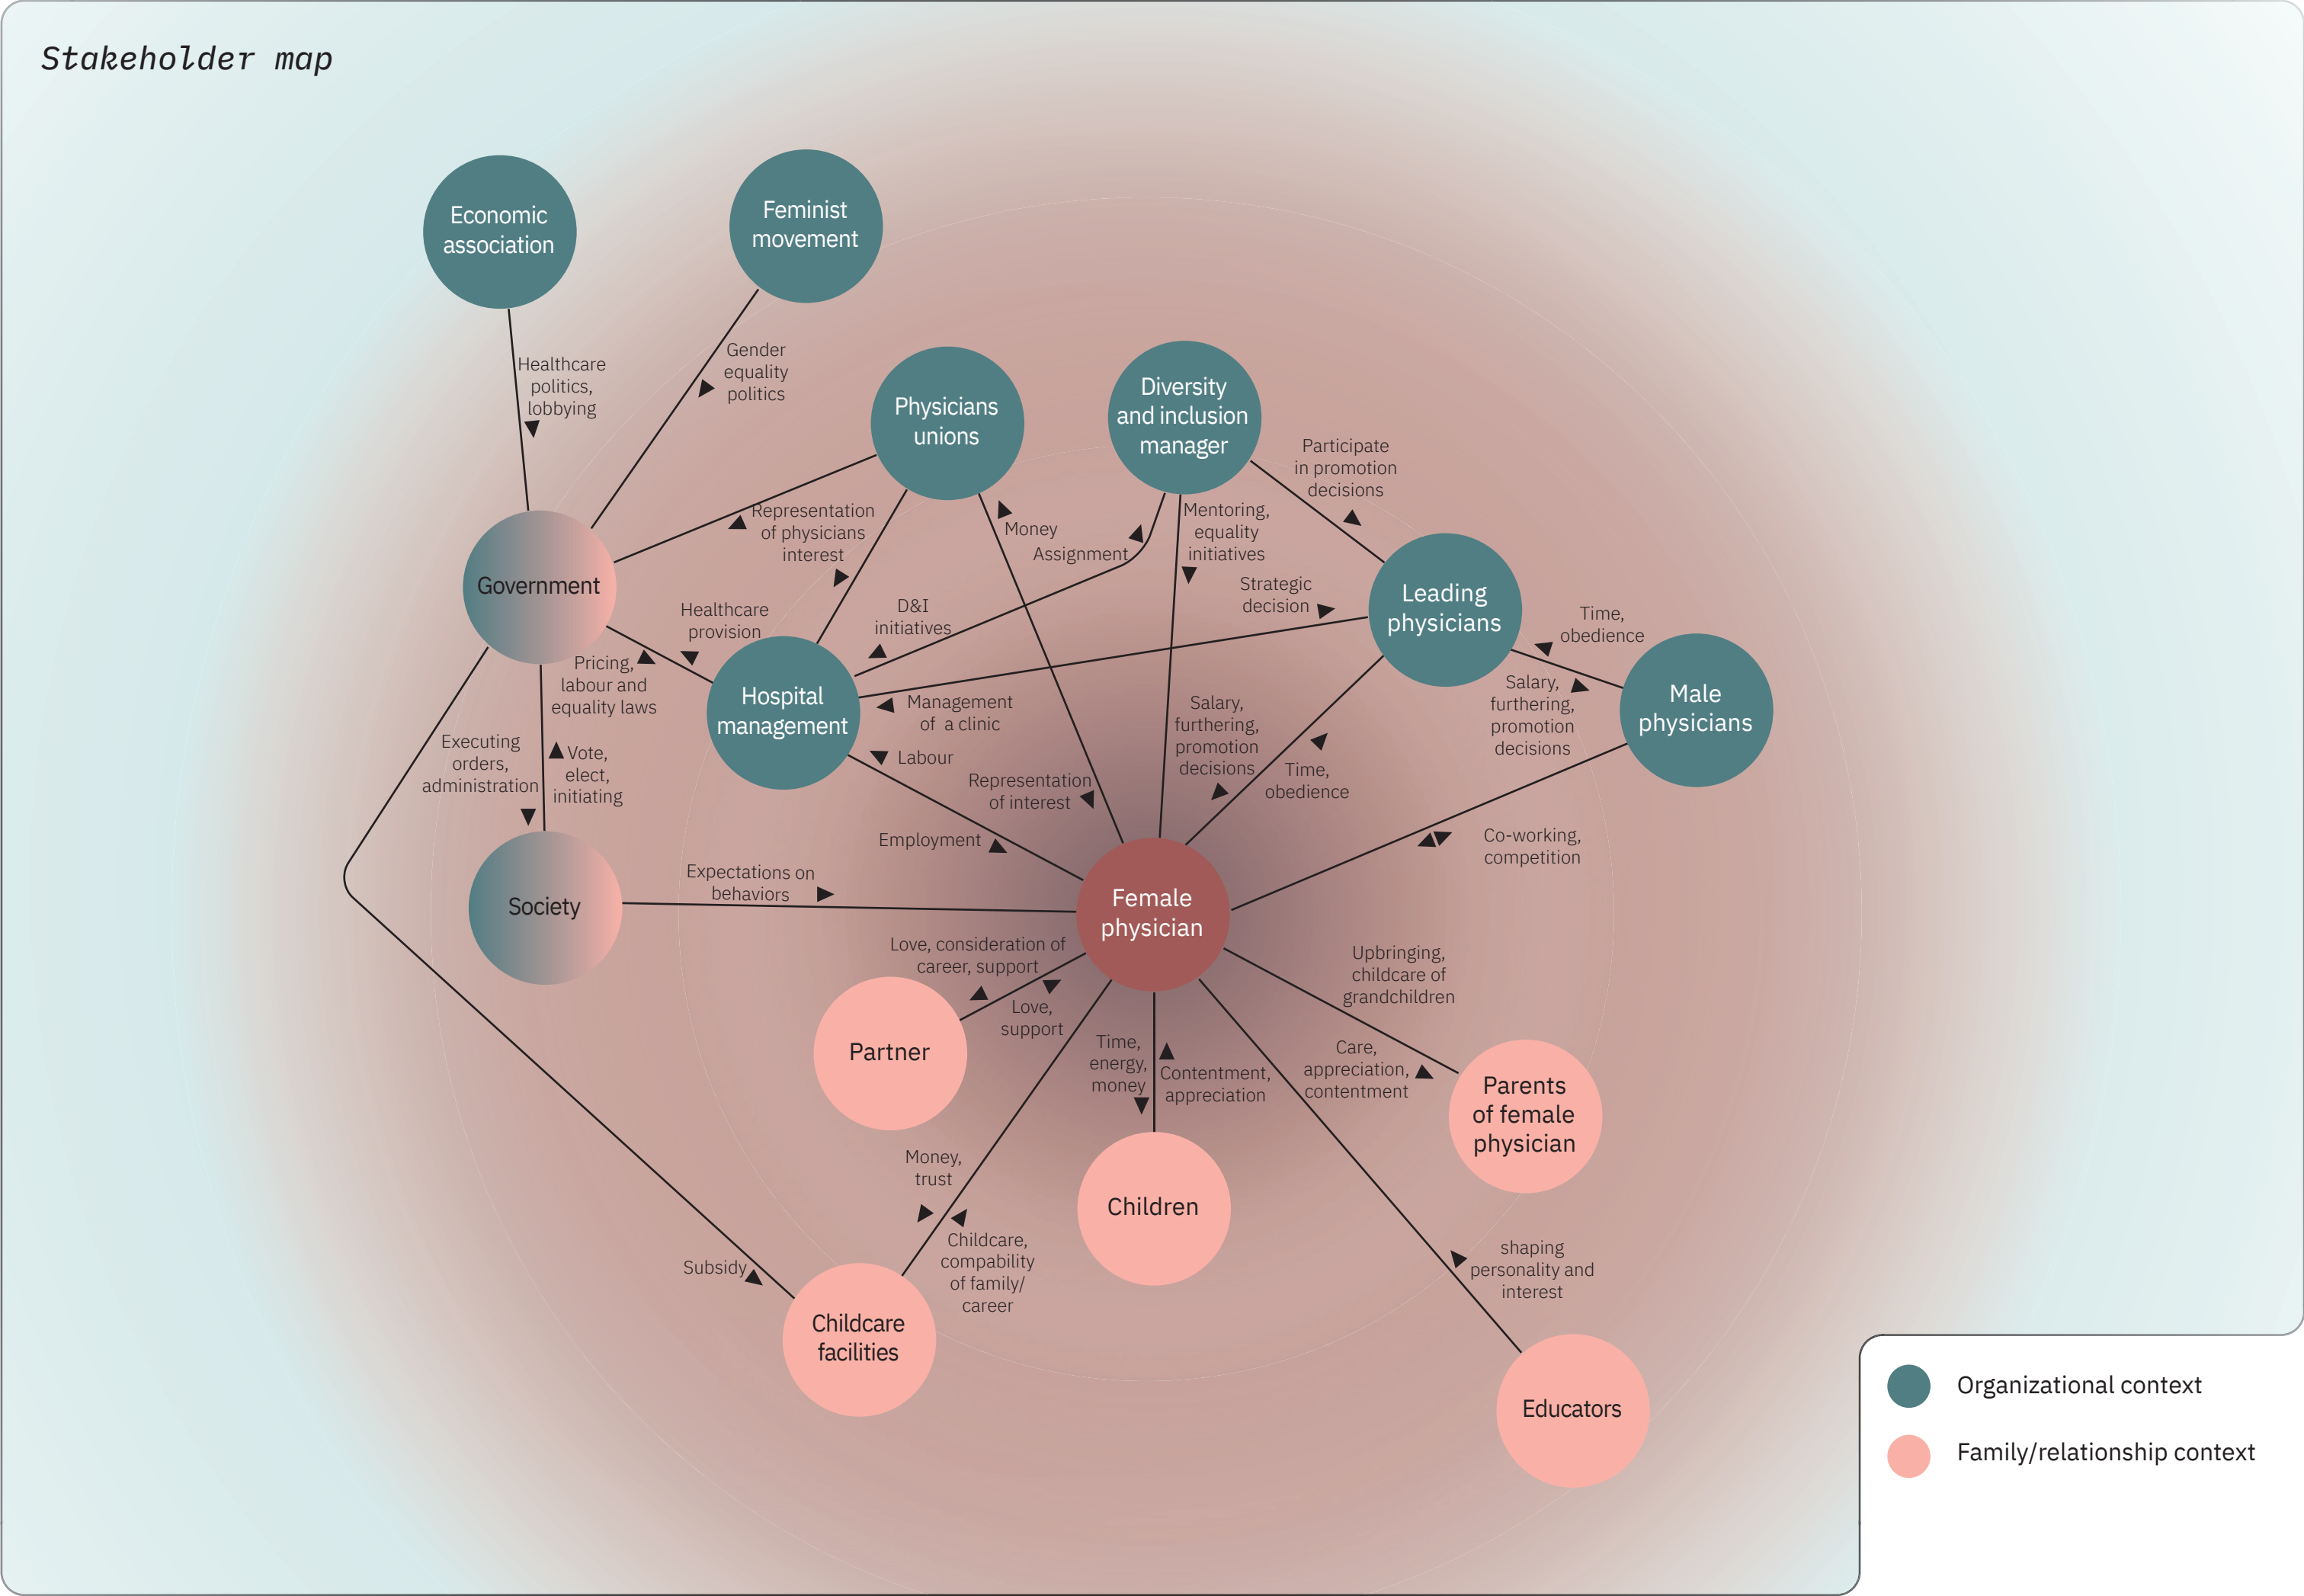 Stakeholder map
Economic
association
Feminist
movement
Healthcare
politics,
lobbying
Gender
equality
politics
Physicians
unions
Diversity
and inclusion
manager
Participate
in promotion
decisions
Representation
of physicians
interest
Money
Assignment
Mentoring,
equality
initiatives
Government
Strategic
decision
Leading
physicians
Healthcare
provision
D&I
initiatives
Time,
obedience
Pricing,
labour and
equality laws
Hospital
management
Management
of a clinic
Salary,
furthering,
promotion
decisions
Salary,
furthering,
promotion
decisions
Male
physicians
Executing
orders,
administration
Vote,
elect,
initiating
Labour
Representation
of interest
Time,
obedience
Employment
Co-working,
competition
Expectations on
behaviors
Society
Female
physician
Love, consideration of
career, support
Upbringing,
childcare of
grandchildren
Love,
support
Partner
Time,
energy,
money
Contentment,
appreciation
Care,
appreciation,
contentment
Parents
of female
physician
Money,
trust
Children
Childcare,
compability
of family/
career
Subsidy
shaping
personality and
interest
Childcare
facilities
Educators
Organizational context
Family/relationship context